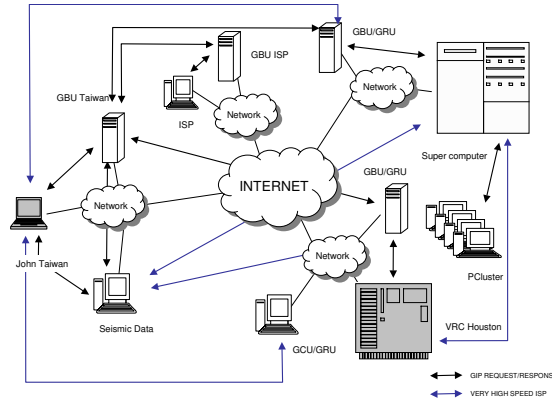 GBU/GRU
GBU ISP
Network
GBU Taiwan
Network
ISP
Super computer
INTERNET
GBU/GRU
Network
PCluster
Network
John Taiwan
Seismic Data
VRC Houston
GCU/GRU
GIP REQUEST/RESPONS
VERY HIGH SPEED ISP